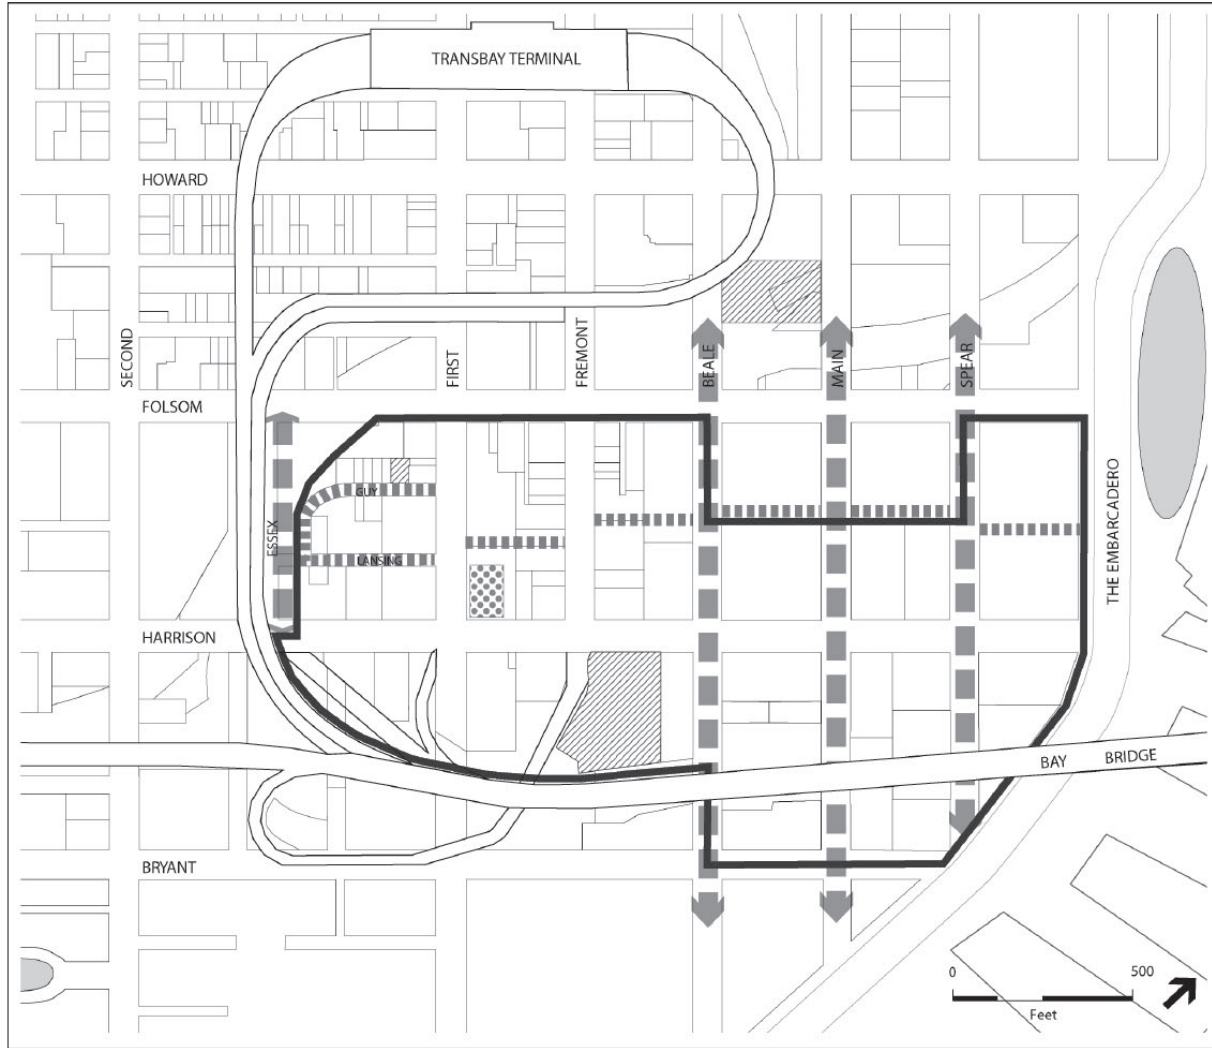 TRANSBAY TERMINAL
HOWARD
SECOND
FIRST
FREMONT
BEALE
MAIN
SPEAR
FOLSOM
GUY
ESSEX
LANSING
THE EMBARCADERO
HARRISON
BAY BRIDGE
BRYANT
0 500
Feet